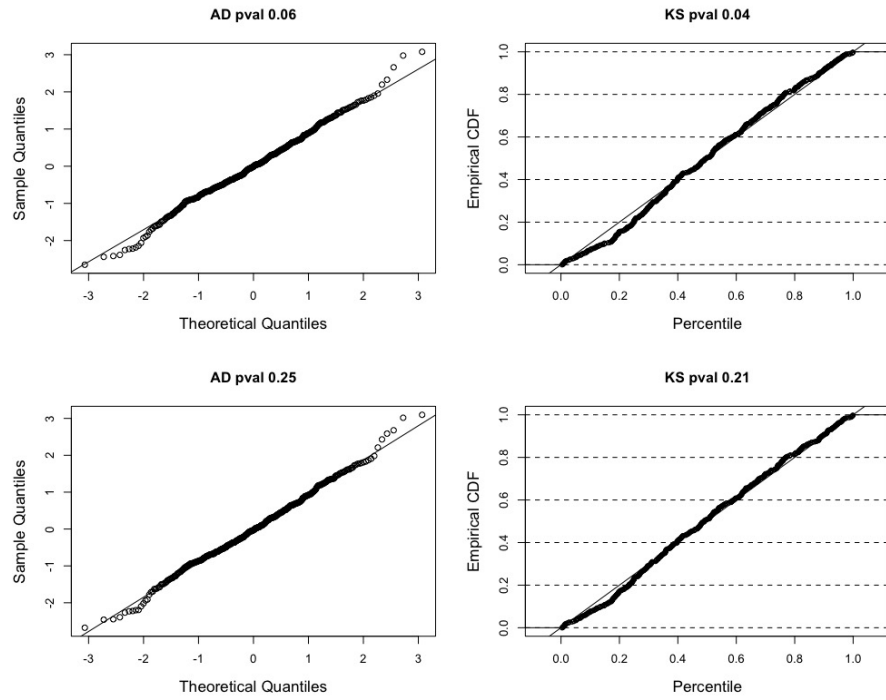 AD pval 0.06
Sample Quantiles
3
2
1
0
-1
-2
-3 -2 -1 0 1 2 3
Theoretical Quantiles
KS pval 0.04
Empirical CDF
1.0
0.8
0.6
0.4
0.2
0.0
0.0 0.2 0.4 0.6 0.8 1.0
Percentile
AD pval 0.25
Sample Quantiles
3
2
1
0
-1
-2
-3 -2 -1 0 1 2 3
Theoretical Quantiles
KS pval 0.21
Empirical CDF
1.0
0.8
0.6
0.4
0.2
0.0
0.0 0.2 0.4 0.6 0.8 1.0
Percentile